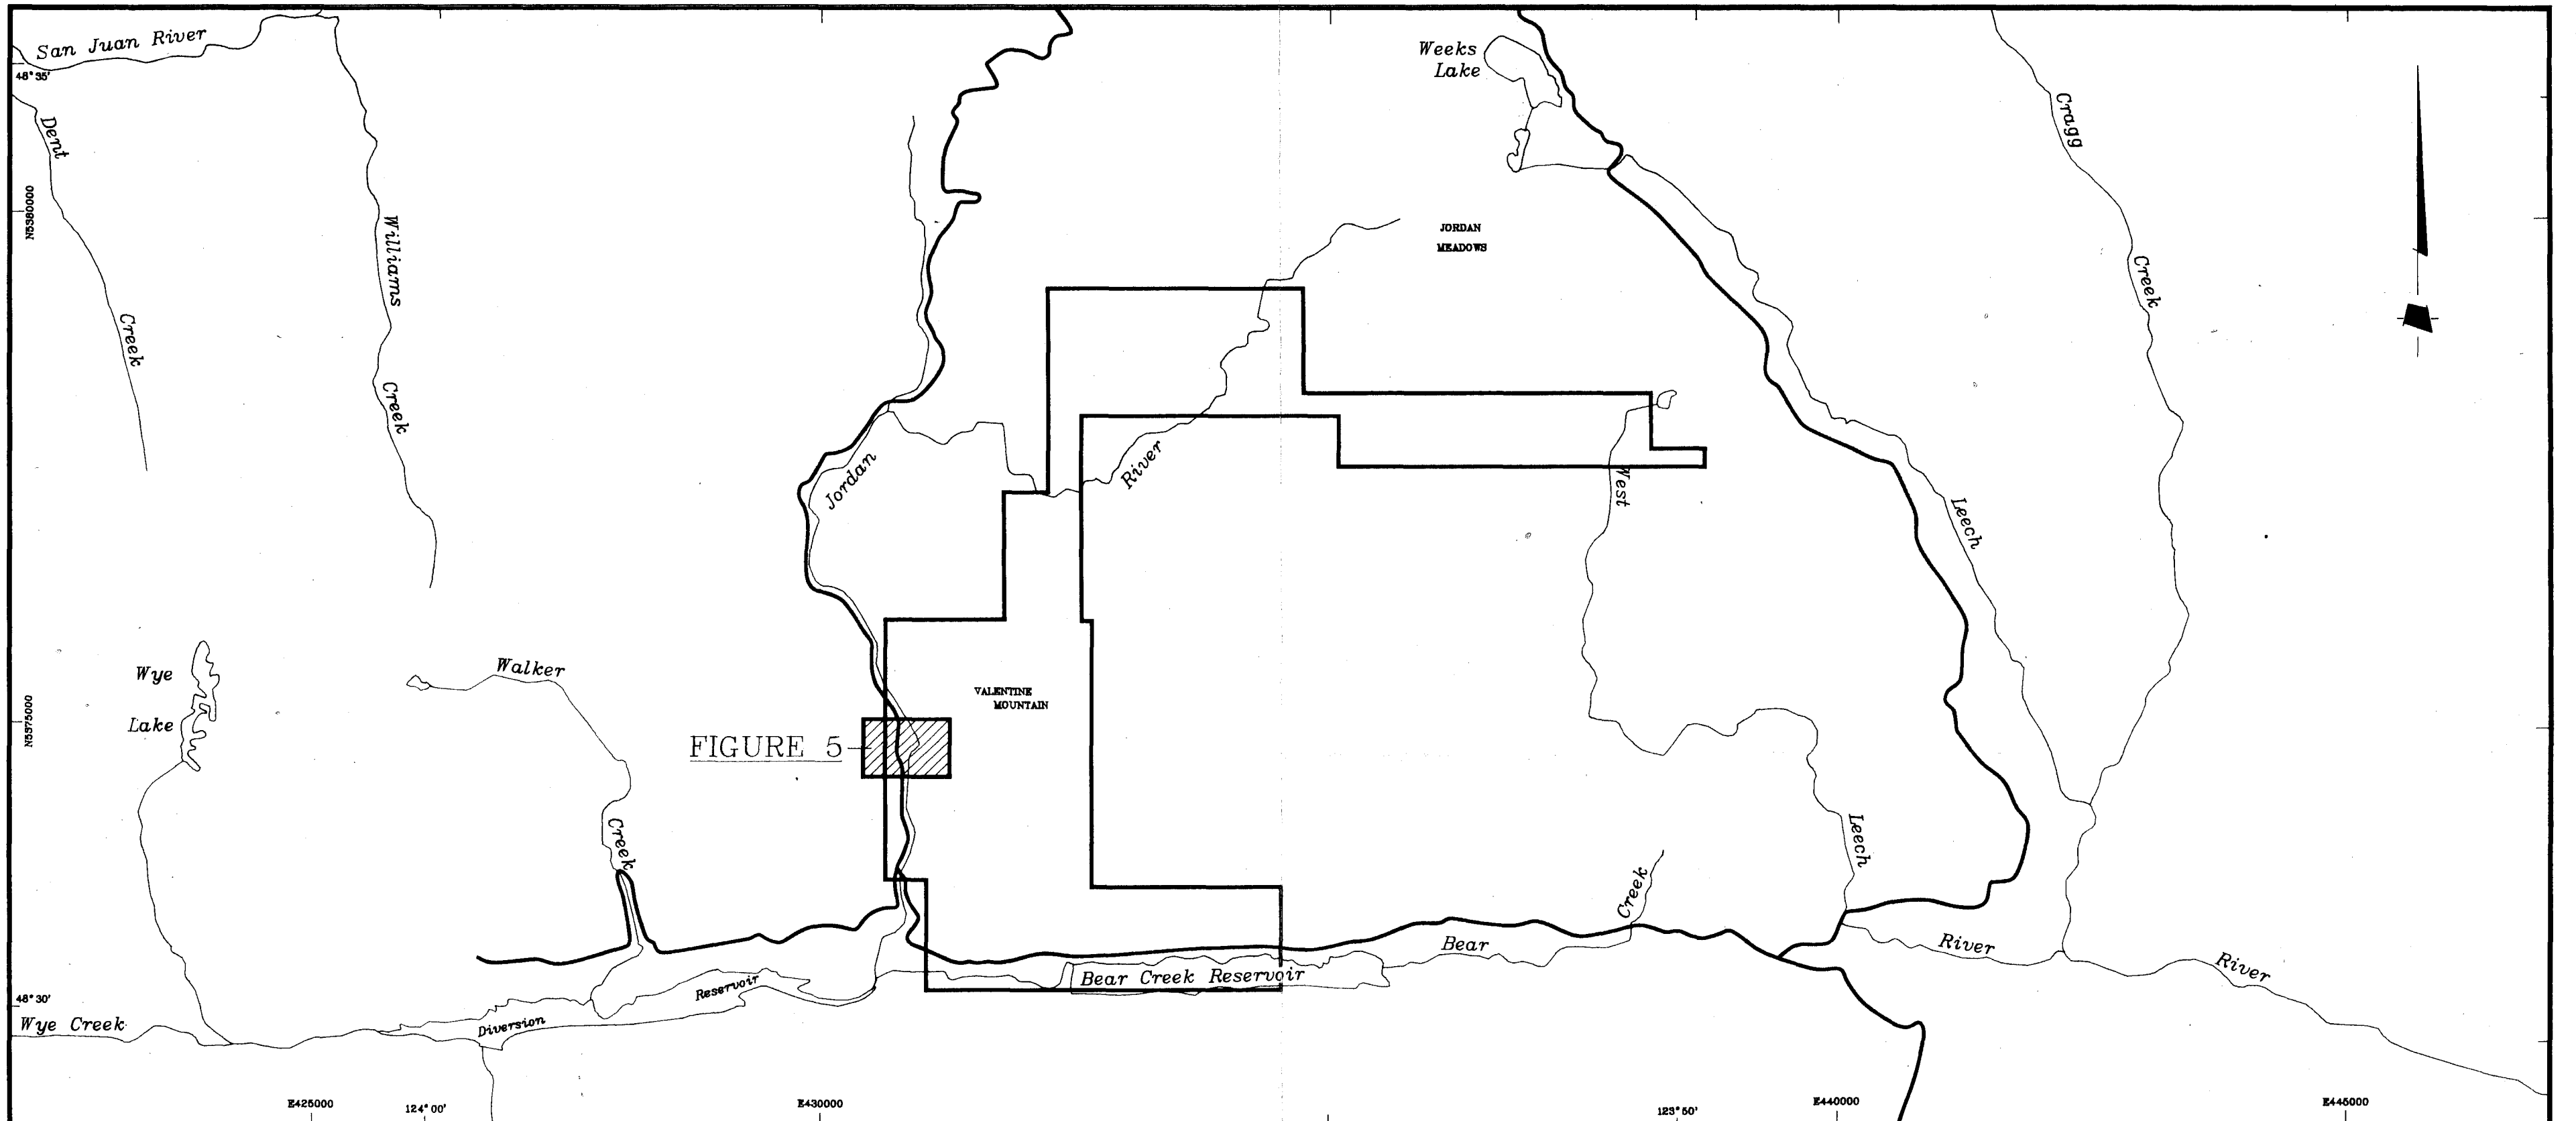 San Juan River
48° 35'
Weeks
Lake
Cragg
Creek
Dent
Creek
Williams
Creek
N5380000
JORDAN
MEADOWS
Jordan
River
West
Leech
Wye
Lake
Walker
Creek
VALENTINE
MOUNTAIN
N5375000
FIGURE 5
Creek
Leech
Bear
River
River
Bear Creek Reservoir
Reservoir
Diversion
48° 30'
Wye Creek
E425000
124° 00'
E430000
123° 50'
E440000
E445000